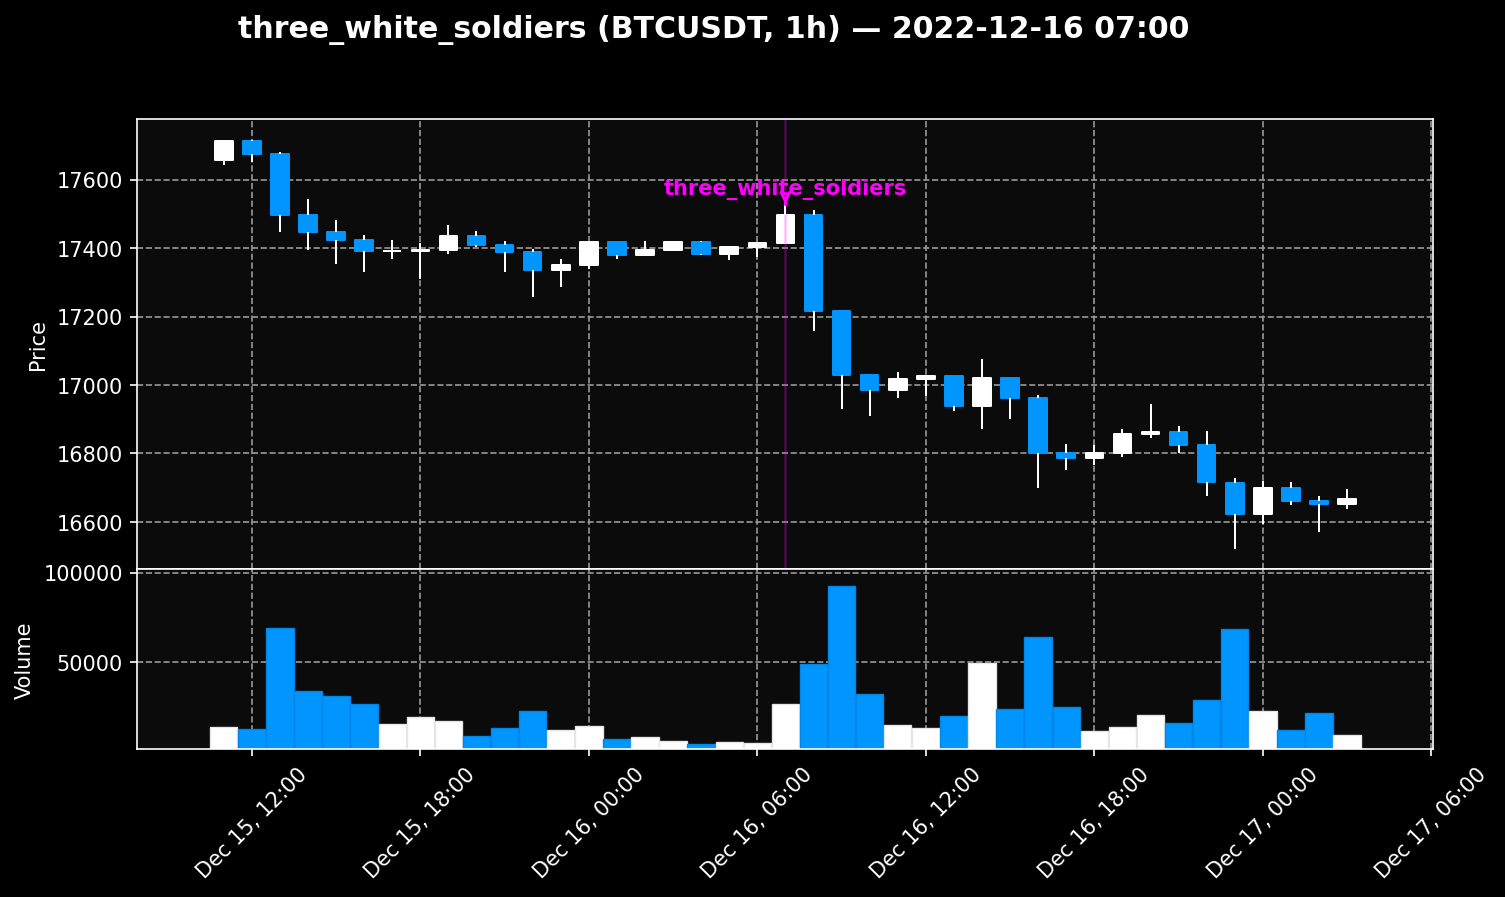 three_white_soldiers (BTCUSDT, 1h) — 2022-12-16 07:00
three_white_soldiers
Price
17600
17400
17200
17000
16800
16600
Volume
100000
50000
Dec 15, 12:00
Dec 15, 18:00
Dec 16, 00:00
Dec 16, 06:00
Dec 16, 12:00
Dec 16, 18:00
Dec 17, 00:00
Dec 17, 06:00